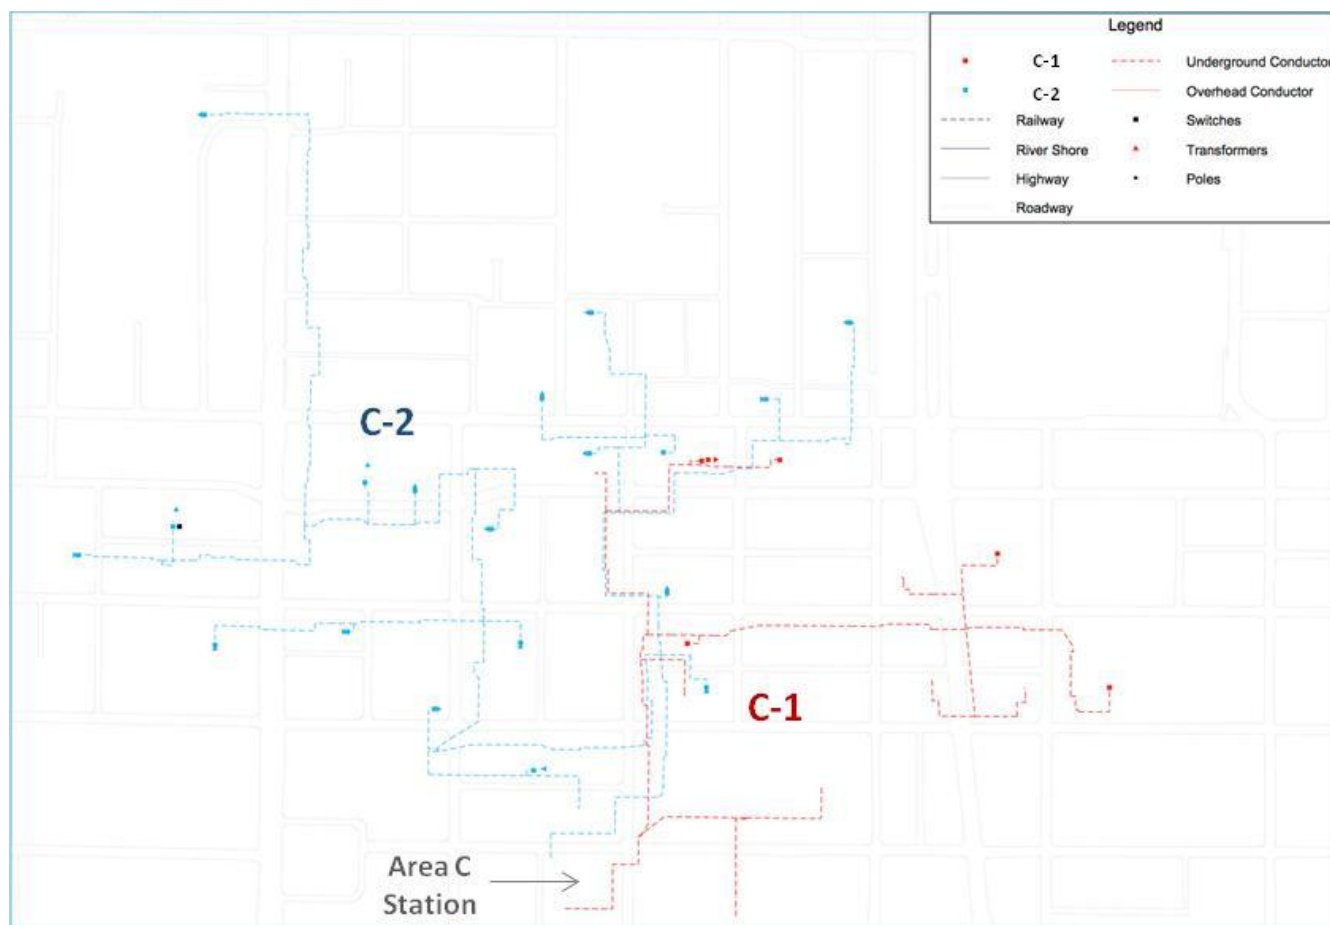 Legend
C-1
Underground Conductor
C-2
Overhead Conductor
Railway
Switches
River Shore
Transformers
Highway
Poles
Roadway
C-2
C-1
Area C
Station